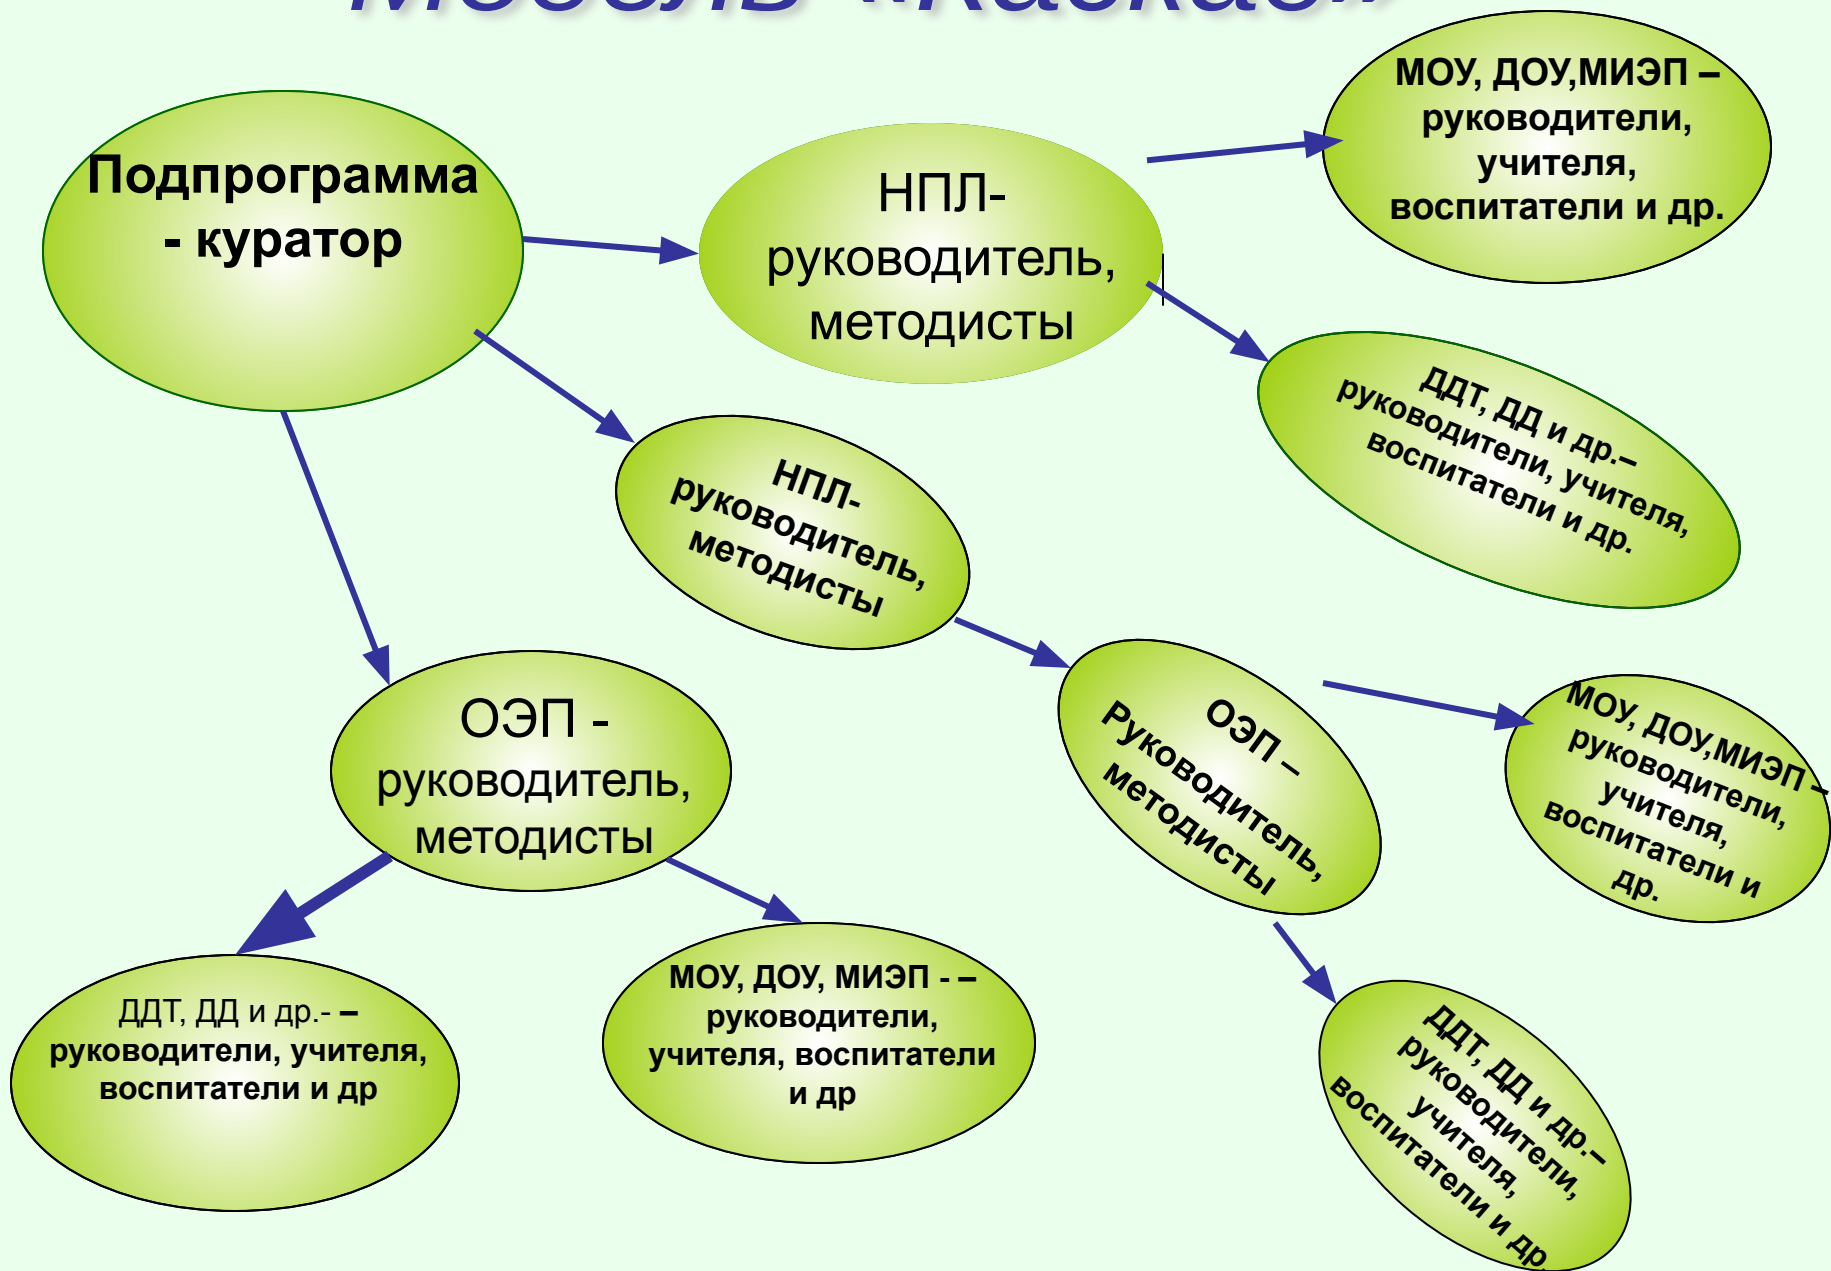 Модель «Каскад»
Подпрограмма
- куратор
НПЛ-
руководитель,
методисты
МОУ, ДОУ,МИЭП –
руководители,
учителя,
воспитатели и др.
ДДТ, ДД и др.–
руководители, учителя,
воспитатели и др.
НПЛ-
руководитель,
методисты
ОЭП -
руководитель,
методисты
ОЭП –
Руководитель,
методисты
МОУ, ДОУ,МИЭП –
руководители,
учителя,
воспитатели и
др.
ДДТ, ДД и др.- –
руководители, учителя,
воспитатели и др
МОУ, ДОУ, МИЭП - –
руководители,
учителя, воспитатели
и др
ДДТ, ДД и др.–
руководители,
учителя,
воспитатели и др.